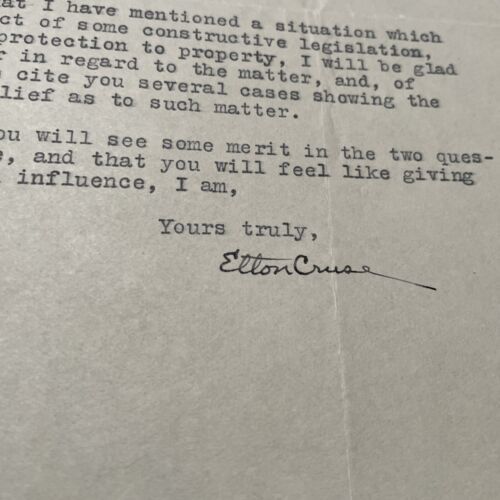 at I have mentioned a situation which
ct of some constructive legislation,
protection to property, I will be glad
r in regard to the matter, and, of
cite you several cases showing the
lief as to such matter.
ou will see some merit in the two ques-
e, and that you will feel like giving
influence, I am,
Yours truly,
Elton Cruse